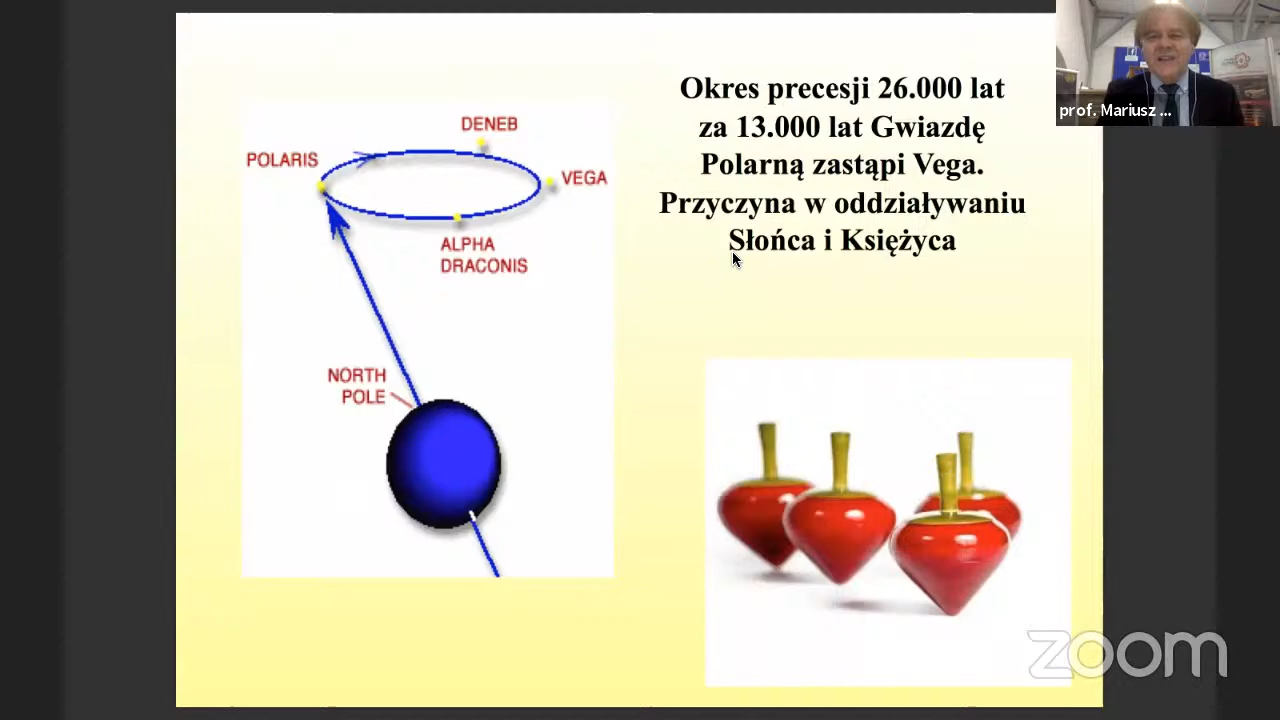 Okres precesji 26.000 lat
za 13.000 lat Gwiazdę
Polarną zastąpi Vega.
Przyczyna w oddziaływaniu
Słońca i Księżyca
DENEB
POLARIS
VEGA
ALPHA
DRACONIS
NORTH
POLE
prof. Mariusz ...
zoom